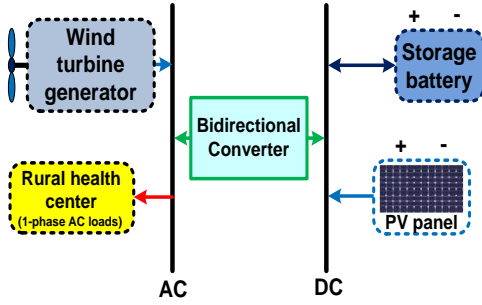 Wind
turbine
generator
+ -
Storage
battery
Bidirectional
Converter
Rural health
center
(1-phase AC loads)
+ -
PV panel
AC
DC